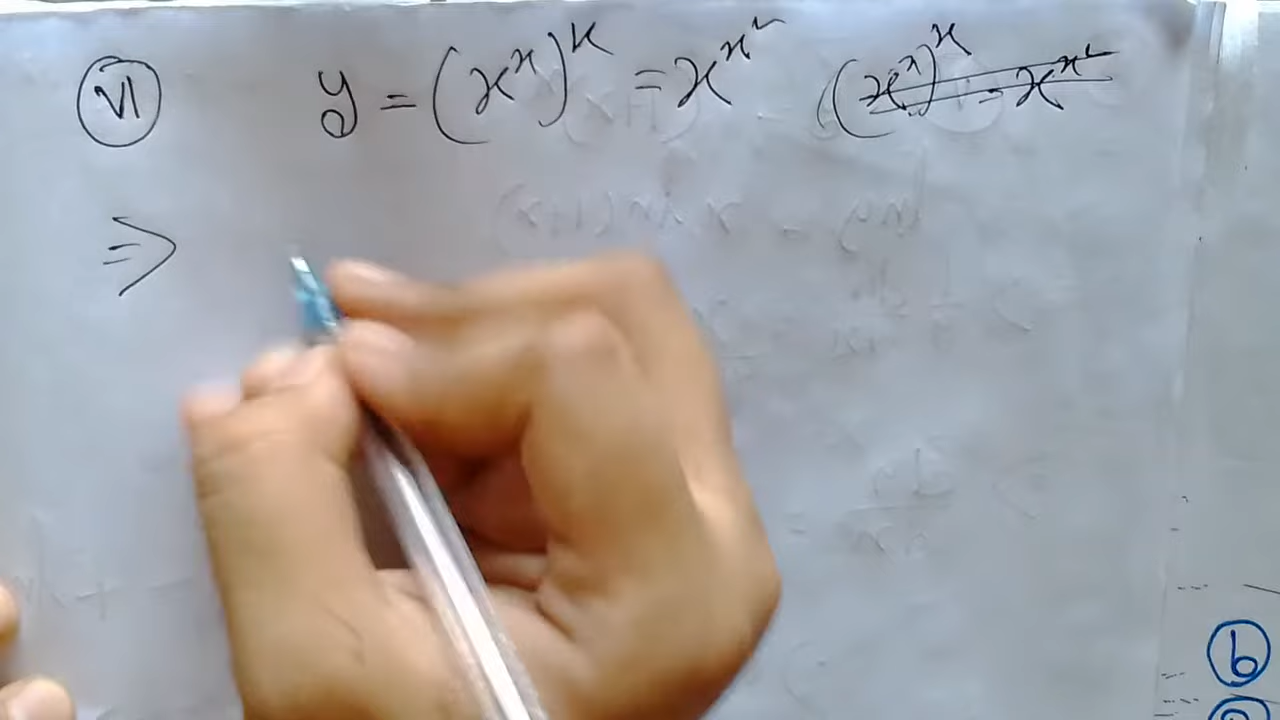 VI y = (x^x)^x = x^{x^2} (x^x)^x = x^{x^2}
⇒
b